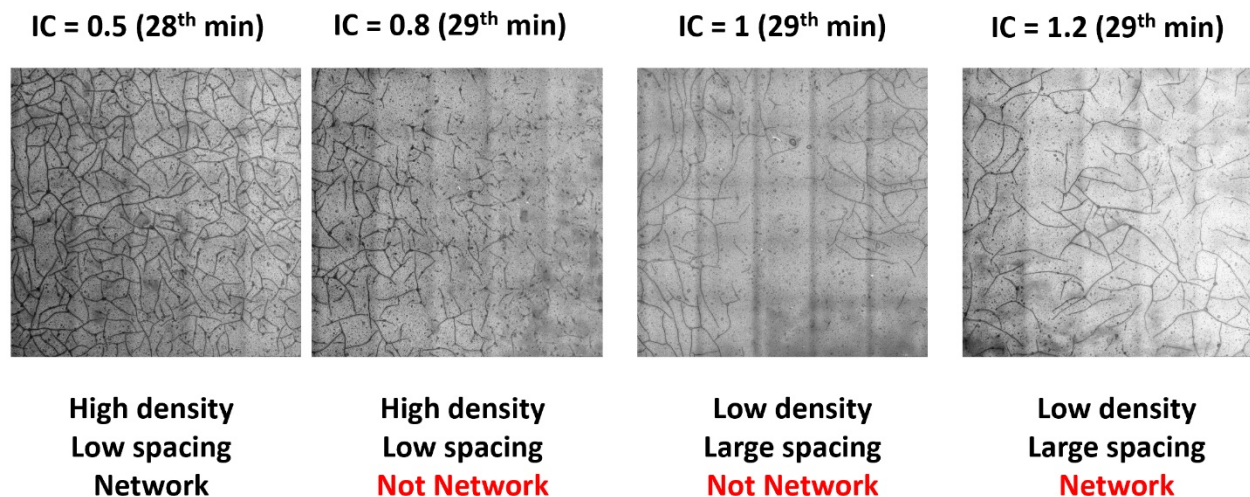 IC = 0.5 (28th min)
IC = 0.8 (29th min)
IC = 1 (29th min)
IC = 1.2 (29th min)
High density
Low spacing
Network
High density
Low spacing
Not Network
Low density
Large spacing
Not Network
Low density
Large spacing
Network